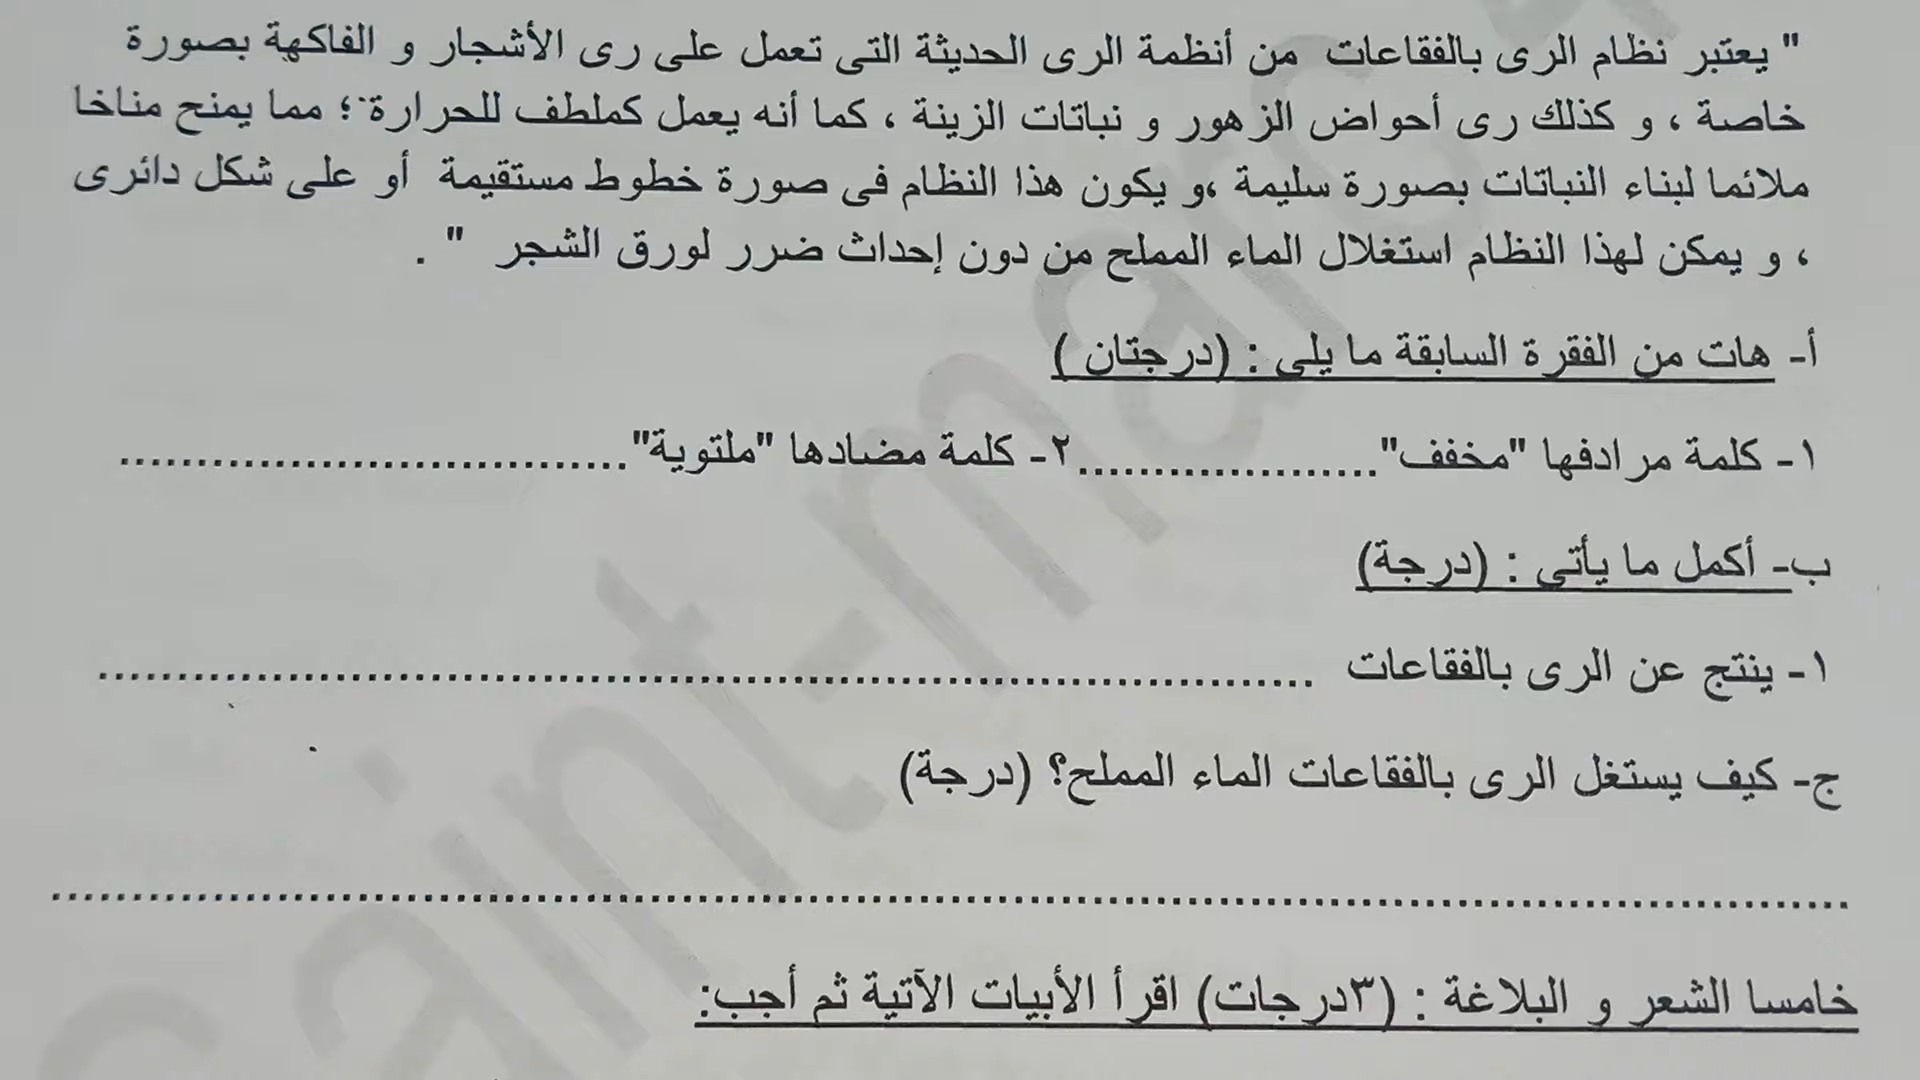 " يعتبر نظام الرى بالفقاعات من أنظمة الرى الحديثة التى تعمل على رى الأشجار و الفاكهة بصورة
خاصة ، و كذلك رى أحواض الزهور و نباتات الزينة ، كما أنه يعمل كملطف للحرارة ؛ مما يمنح مناخا
ملائما لبناء النباتات بصورة سليمة ،و يكون هذا النظام فى صورة خطوط مستقيمة أو على شكل دائرى
، و يمكن لهذا النظام استغلال الماء المملح من دون إحداث ضرر لورق الشجر " .
أ- هات من الفقرة السابقة ما يلى : (درجتان )
١- كلمة مرادفها "مخفف"......................٢- كلمة مضادها "ملتوية"................................
ب- أكمل ما يأتي : (درجة)
١- ينتج عن الرى بالفقاعات ................................................................................
ج- كيف يستغل الرى بالفقاعات الماء المملح؟ (درجة)
................................................................................................................
خامسا الشعر و البلاغة : (٣درجات) اقرأ الأبيات الآتية ثم أجب:
saint-marc